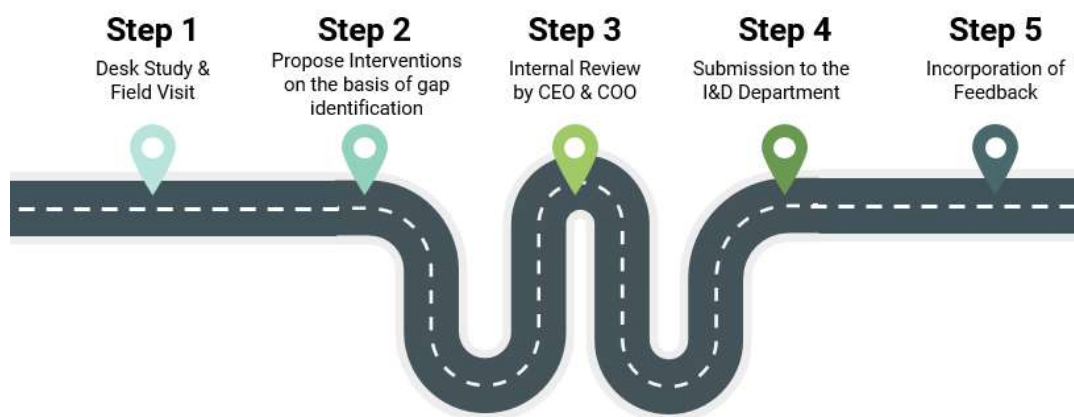 Step 1
Desk Study &
Field Visit
Step 2
Propose Interventions
on the basis of gap
identification
Step 3
Internal Review
by CEO & COO
Step 4
Submission to the
I&D Department
Step 5
Incorporation of
Feedback